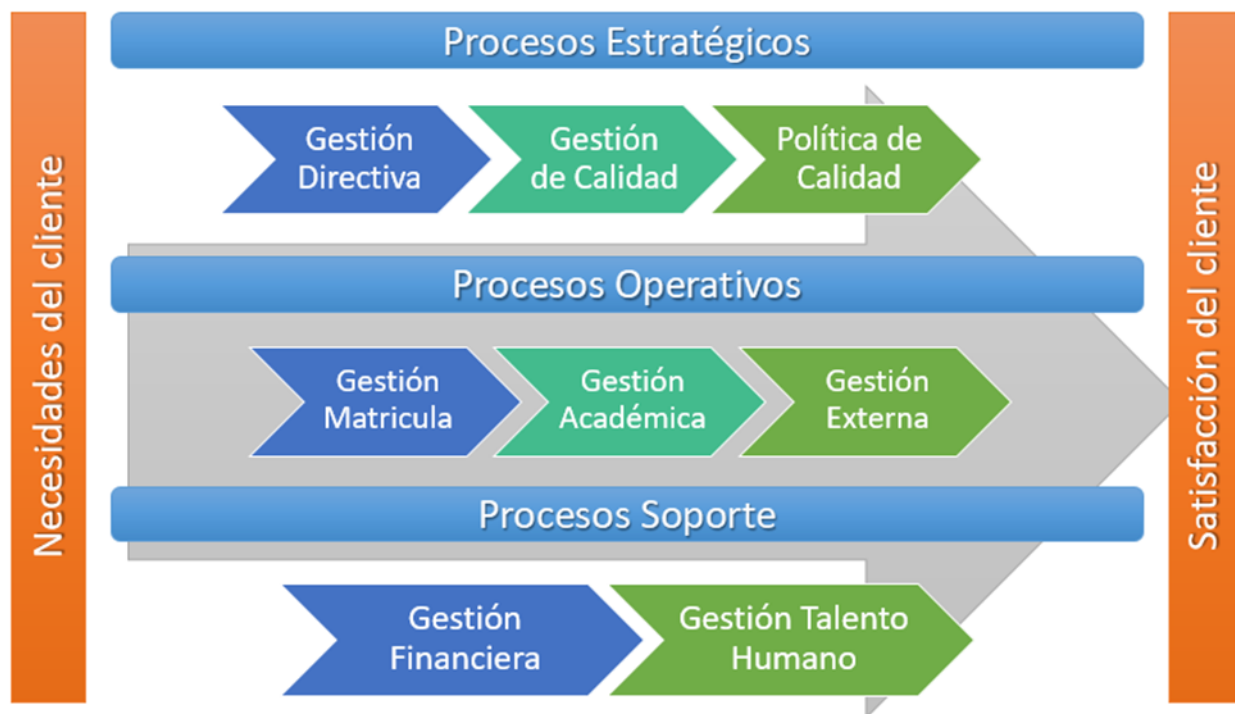 Necesidades del cliente
Procesos Estratégicos
Gestión
Directiva
Gestión
de Calidad
Política de
Calidad
Procesos Operativos
Gestión
Matricula
Gestión
Académica
Gestión
Externa
Procesos Soporte
Gestión
Financiera
Gestión Talento
Humano
Satisfacción del cliente